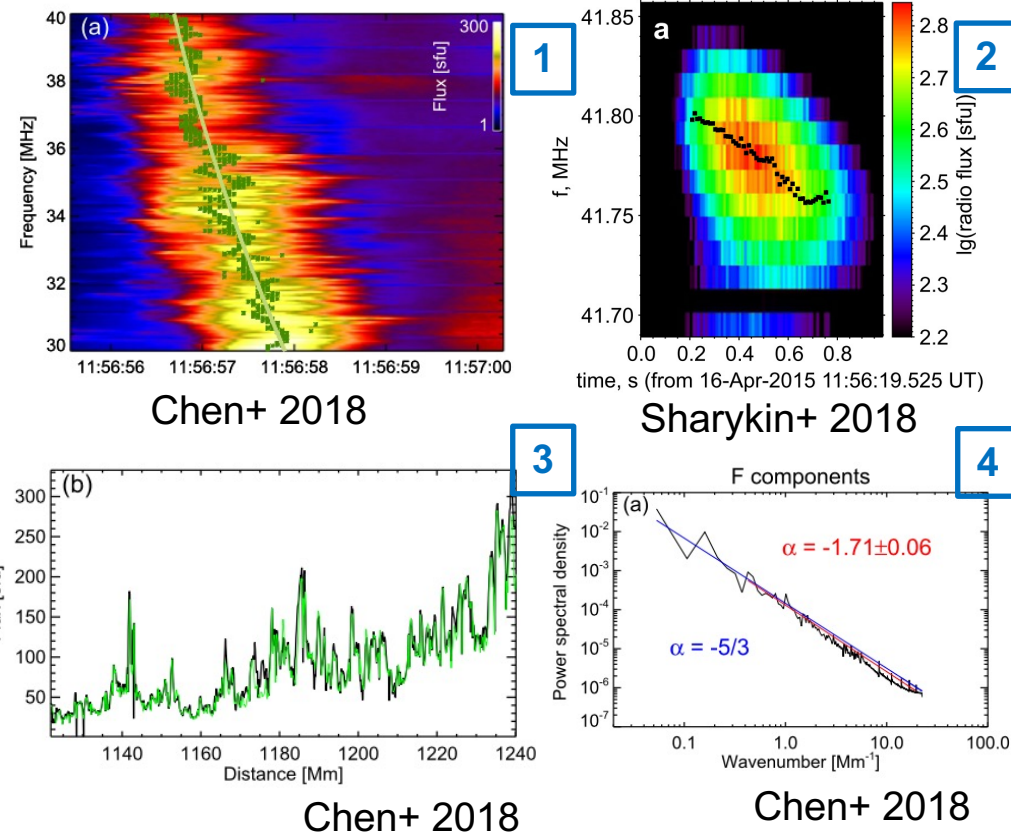 (a)
300
1
Flux [sfu]
1
40
38
36
34
32
30
Frequency [MHz]
11:56:56 11:56:57 11:56:58 11:56:59 11:57:00
Chen+ 2018
a
2
41.85
41.80
41.75
41.70
f, MHz
2.8
2.7
2.6
2.5
2.4
2.3
2.2
lg(radio flux [sfu])
0.0 0.2 0.4 0.6 0.8
time, s (from 16-Apr-2015 11:56:19.525 UT)
Sharykin+ 2018
3
(b)
300
250
200
150
100
50
1140 1160 1180 1200 1220 1240
Distance [Mm]
Chen+ 2018
4
F components
(a)
α = -1.71±0.06
α = -5/3
10⁻¹
10⁻²
10⁻³
10⁻⁴
10⁻⁵
10⁻⁶
10⁻⁷
Power spectral density
0.1 1.0 10.0 100.0
Wavenumber [Mm⁻¹]
Chen+ 2018